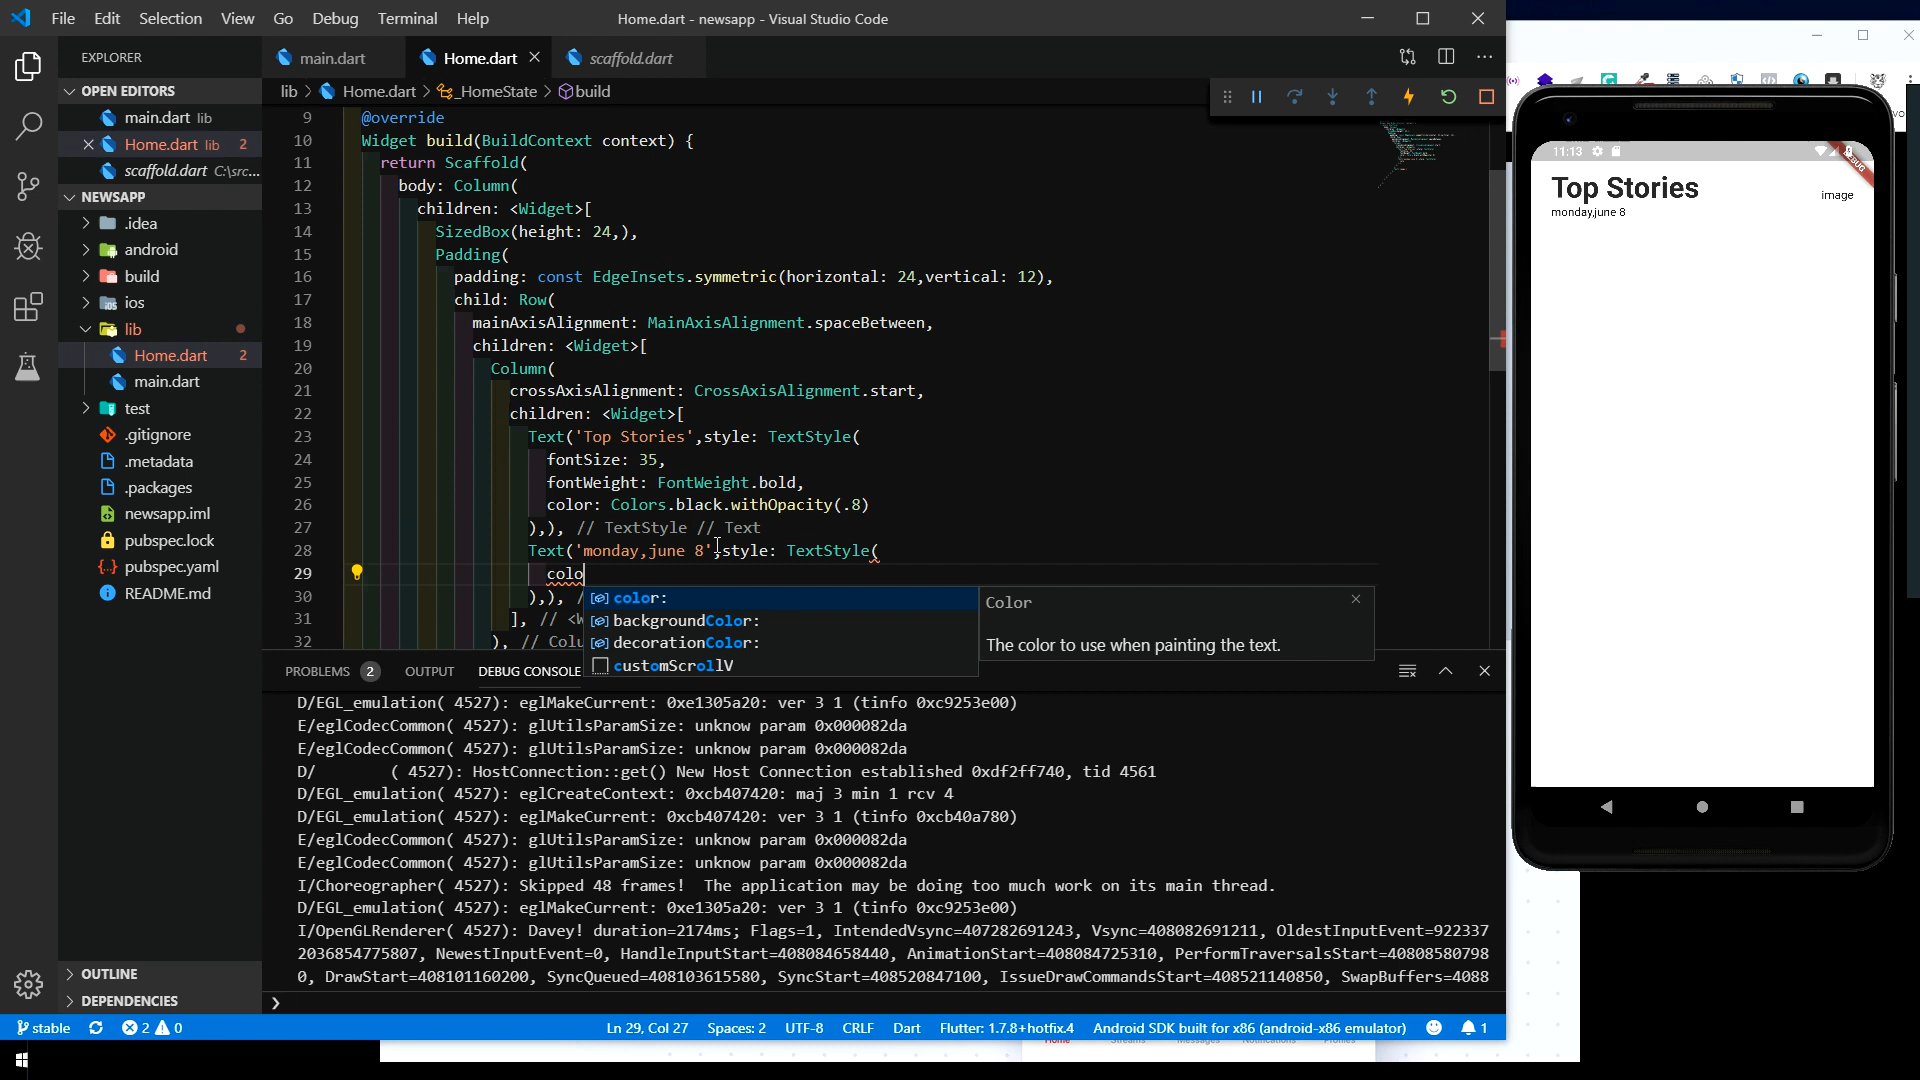 File Edit Selection View Go Debug Terminal Help
Home.dart - newsapp - Visual Studio Code
EXPLORER
main.dart
Home.dart
scaffold.dart
OPEN EDITORS
main.dart lib
Home.dart lib 2
scaffold.dart C:\src...
NEWSAPP
.idea
android
build
ios
lib
Home.dart 2
main.dart
test
.gitignore
.metadata
.packages
newsapp.iml
pubspec.lock
pubspec.yaml
README.md
OUTLINE
DEPENDENCIES
lib > Home.dart > _HomeState > build
9 @override
10 Widget build(BuildContext context) {
11 return Scaffold(
12 body: Column(
13 children: <Widget>[
14 SizedBox(height: 24,),
15 Padding(
16 padding: const EdgeInsets.symmetric(horizontal: 24,vertical: 12),
17 child: Row(
18 mainAxisAlignment: MainAxisAlignment.spaceBetween,
19 children: <Widget>[
20 Column(
21 crossAxisAlignment: CrossAxisAlignment.start,
22 children: <Widget>[
23 Text('Top Stories',style: TextStyle(
24 fontSize: 35,
25 fontWeight: FontWeight.bold,
26 color: Colors.black.withOpacity(.8)
27 ),), // TextStyle // Text
28 Text('monday,june 8',style: TextStyle(
29 colo
30 ),), /
31 ], // <W
32 ), // Colu
color:
backgroundColor:
decorationColor:
customScrollV
Color
The color to use when painting the text.
PROBLEMS 2 OUTPUT DEBUG CONSOLE
D/EGL_emulation( 4527): eglMakeCurrent: 0xe1305a20: ver 3 1 (tinfo 0xc9253e00)
E/eglCodecCommon( 4527): glUtilsParamSize: unknow param 0x000082da
E/eglCodecCommon( 4527): glUtilsParamSize: unknow param 0x000082da
D/ ( 4527): HostConnection::get() New Host Connection established 0xdf2ff740, tid 4561
D/EGL_emulation( 4527): eglCreateContext: 0xcb407420: maj 3 min 1 rcv 4
D/EGL_emulation( 4527): eglMakeCurrent: 0xcb407420: ver 3 1 (tinfo 0xcb40a780)
E/eglCodecCommon( 4527): glUtilsParamSize: unknow param 0x000082da
E/eglCodecCommon( 4527): glUtilsParamSize: unknow param 0x000082da
I/Choreographer( 4527): Skipped 48 frames! The application may be doing too much work on its main thread.
D/EGL_emulation( 4527): eglMakeCurrent: 0xe1305a20: ver 3 1 (tinfo 0xc9253e00)
I/OpenGLRenderer( 4527): Davey! duration=2174ms; Flags=1, IntendedVsync=407282691243, Vsync=408082691211, OldestInputEvent=922337
2036854775807, NewestInputEvent=0, HandleInputStart=408084658440, AnimationStart=408084725310, PerformTraversalsStart=40808580798
0, DrawStart=408101160200, SyncQueued=408103615580, SyncStart=408520847100, IssueDrawCommandsStart=408521140850, SwapBuffers=4088
stable 2 0
Ln 29, Col 27 Spaces: 2 UTF-8 CRLF Dart Flutter: 1.7.8+hotfix.4 Android SDK built for x86 (android-x86 emulator) 1
11:13
DEBUG
Top Stories
image
monday,june 8
Home Streams Messages Notifications Profiles